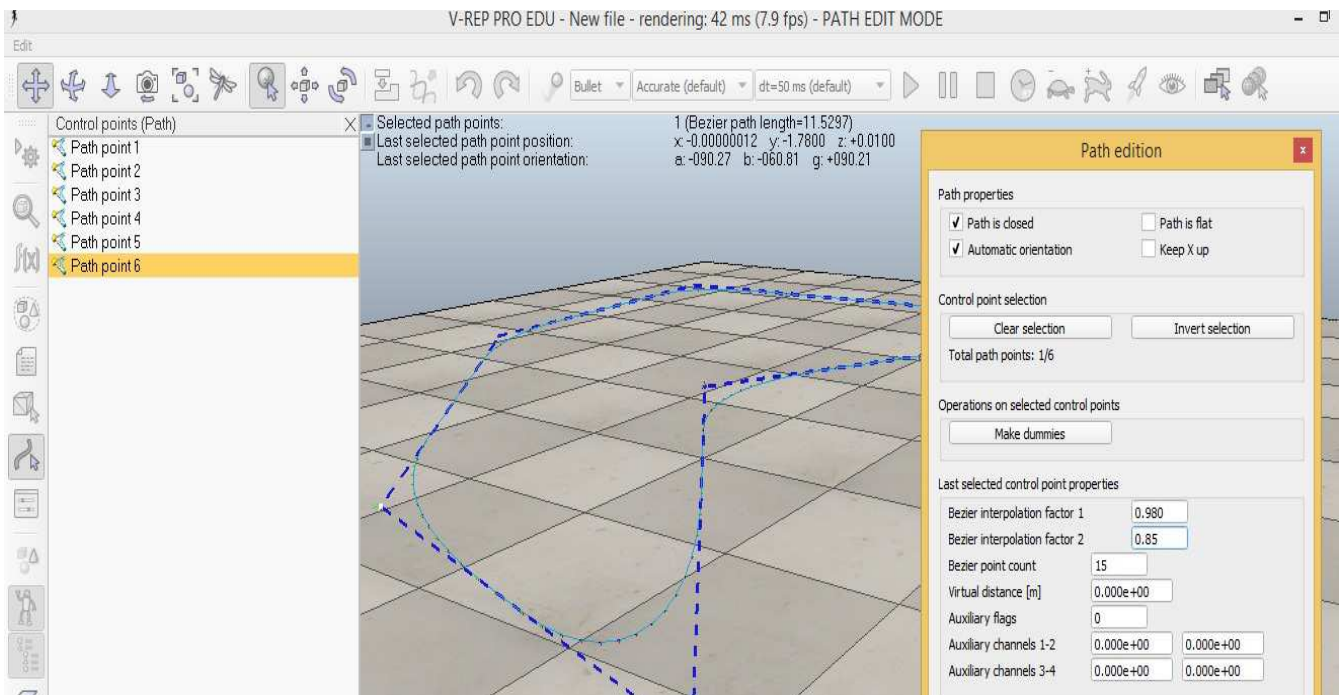 V-REP PRO EDU - New file - rendering: 42 ms (7.9 fps) - PATH EDIT MODE
Edit
Bullet Accurate (default) dt=50 ms (default)
Control points (Path)
Path point 1
Path point 2
Path point 3
Path point 4
Path point 5
Path point 6
Selected path points: 1 (Bezier path length=11.5297)
Last selected path point position: x: -0.00000012 y: -1.7800 z: +0.0100
Last selected path point orientation: a: -090.27 b: -060.81 g: +090.21
Path edition
Path properties
Path is closed Path is flat
Automatic orientation Keep X up
Control point selection
Clear selection Invert selection
Total path points: 1/6
Operations on selected control points
Make dummies
Last selected control point properties
Bezier interpolation factor 1 0.980
Bezier interpolation factor 2 0.85
Bezier point count 15
Virtual distance [m] 0.000e+00
Auxiliary flags 0
Auxiliary channels 1-2 0.000e+00 0.000e+00
Auxiliary channels 3-4 0.000e+00 0.000e+00
f(x)